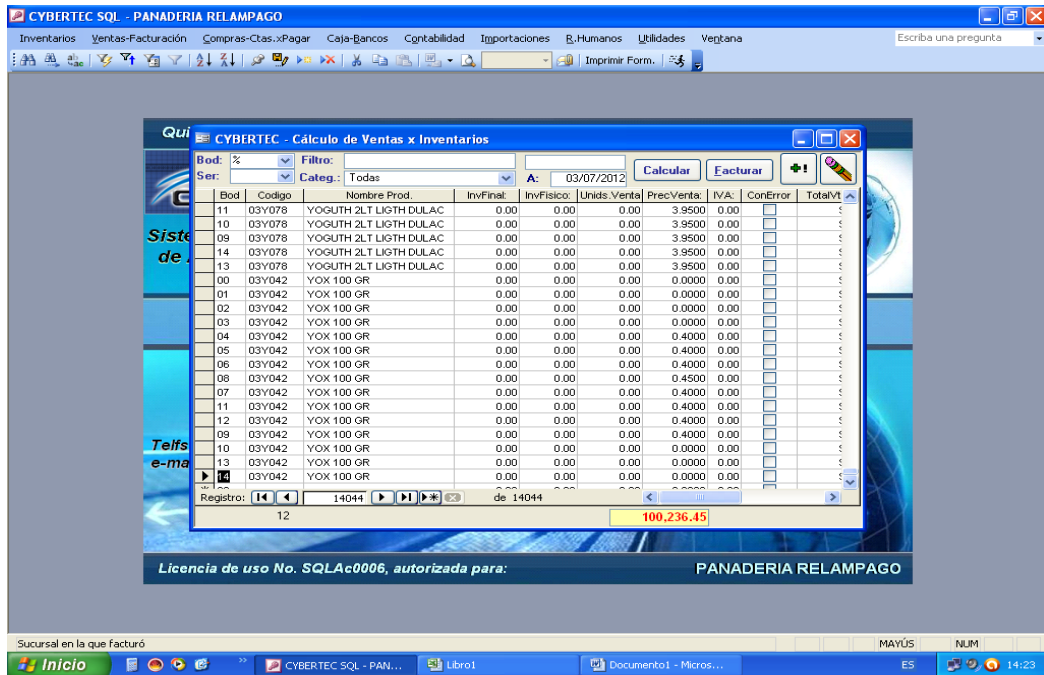 CYBERTEC SQL - PANADERIA RELAMPAGO
Inventarios Ventas-Facturación Compras-Ctas.xPagar Caja-Bancos Contabilidad Importaciones R.Humanos Utilidades Ventana Escriba una pregunta
Imprimir Form.
Qui
CYBERTEC - Cálculo de Ventas x Inventarios
Bod: % Filtro:
Calcular Facturar
Ser: Categ.: Todas A: 03/07/2012
Bod Codigo Nombre Prod. InvFinal: InvFisico: Unids.Venta PrecVenta: IVA: ConError TotalVt
11 03Y078 YOGUTH 2LT LIGTH DULAC 0.00 0.00 0.00 3.9500 0.00
10 03Y078 YOGUTH 2LT LIGTH DULAC 0.00 0.00 0.00 3.9500 0.00
09 03Y078 YOGUTH 2LT LIGTH DULAC 0.00 0.00 0.00 3.9500 0.00
14 03Y078 YOGUTH 2LT LIGTH DULAC 0.00 0.00 0.00 3.9500 0.00
13 03Y078 YOGUTH 2LT LIGTH DULAC 0.00 0.00 0.00 3.9500 0.00
00 03Y042 YOX 100 GR 0.00 0.00 0.00 0.0000 0.00
01 03Y042 YOX 100 GR 0.00 0.00 0.00 0.0000 0.00
02 03Y042 YOX 100 GR 0.00 0.00 0.00 0.0000 0.00
03 03Y042 YOX 100 GR 0.00 0.00 0.00 0.0000 0.00
04 03Y042 YOX 100 GR 0.00 0.00 0.00 0.4000 0.00
05 03Y042 YOX 100 GR 0.00 0.00 0.00 0.4000 0.00
06 03Y042 YOX 100 GR 0.00 0.00 0.00 0.4000 0.00
08 03Y042 YOX 100 GR 0.00 0.00 0.00 0.4500 0.00
07 03Y042 YOX 100 GR 0.00 0.00 0.00 0.4000 0.00
11 03Y042 YOX 100 GR 0.00 0.00 0.00 0.4000 0.00
12 03Y042 YOX 100 GR 0.00 0.00 0.00 0.4000 0.00
09 03Y042 YOX 100 GR 0.00 0.00 0.00 0.4000 0.00
10 03Y042 YOX 100 GR 0.00 0.00 0.00 0.0000 0.00
13 03Y042 YOX 100 GR 0.00 0.00 0.00 0.0000 0.00
14 03Y042 YOX 100 GR 0.00 0.00 0.00 0.0000 0.00
Registro: 14044 de 14044
12 100,236.45
Siste
de
Telfs
e-ma
Licencia de uso No. SQLAc0006, autorizada para: PANADERIA RELAMPAGO
Sucursal en la que facturó MAYÚS NUM
Inicio CYBERTEC SQL - PAN... Libro1 Documento1 - Micros... ES 14:23